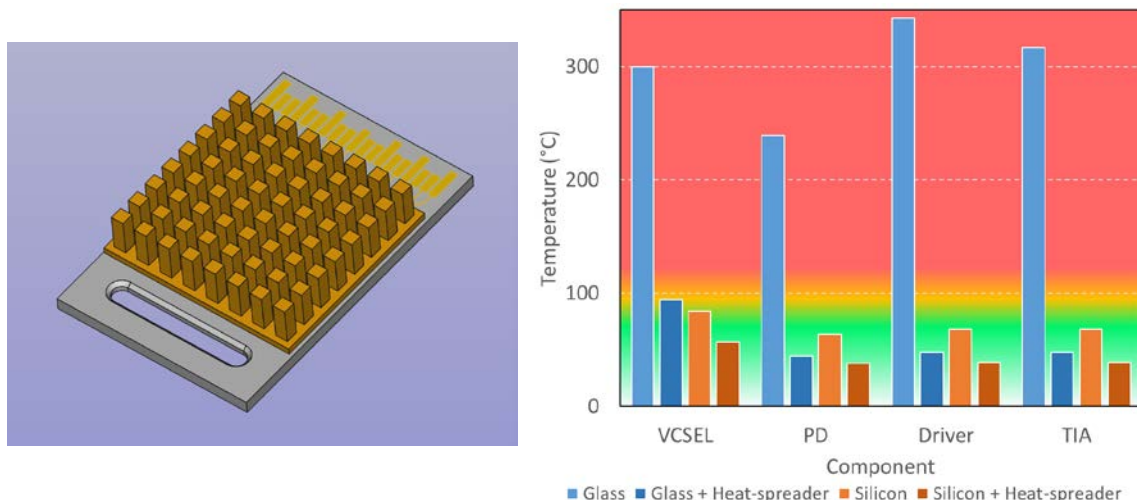 Temperature (°C)
300
200
100
0
VCSEL PD Driver TIA
Component
Glass Glass + Heat-spreader Silicon Silicon + Heat-spreader